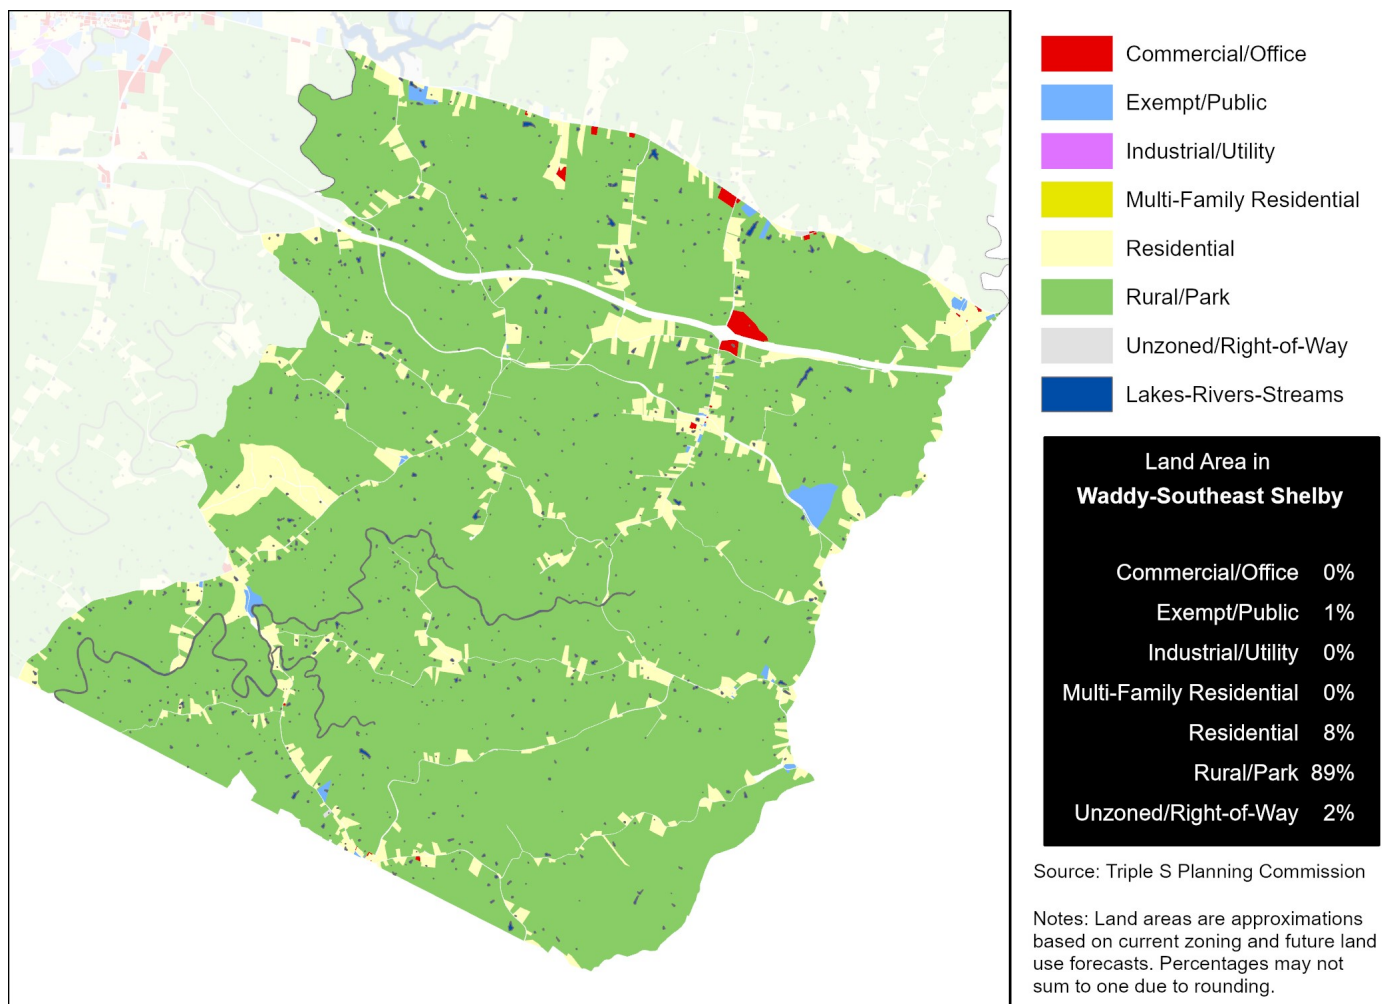 Commercial/Office
Exempt/Public
Industrial/Utility
Multi-Family Residential
Residential
Rural/Park
Unzoned/Right-of-Way
Lakes-Rivers-Streams
Land Area in
Waddy-Southeast Shelby
Commercial/Office 0%
Exempt/Public 1%
Industrial/Utility 0%
Multi-Family Residential 0%
Residential 8%
Rural/Park 89%
Unzoned/Right-of-Way 2%
Source: Triple S Planning Commission
Notes: Land areas are approximations
based on current zoning and future land
use forecasts. Percentages may not
sum to one due to rounding.